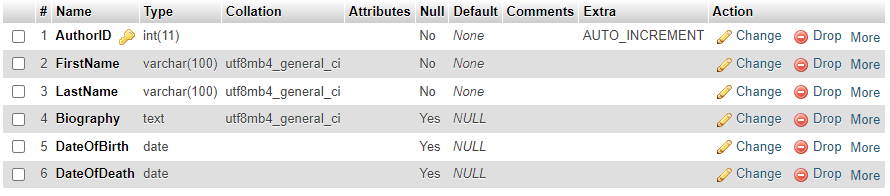 # Name Type Collation Attributes Null Default Comments Extra Action
1 AuthorID int(11) No None AUTO_INCREMENT Change Drop More
2 FirstName varchar(100) utf8mb4_general_ci No None Change Drop More
3 LastName varchar(100) utf8mb4_general_ci No None Change Drop More
4 Biography text utf8mb4_general_ci Yes NULL Change Drop More
5 DateOfBirth date Yes NULL Change Drop More
6 DateOfDeath date Yes NULL Change Drop More